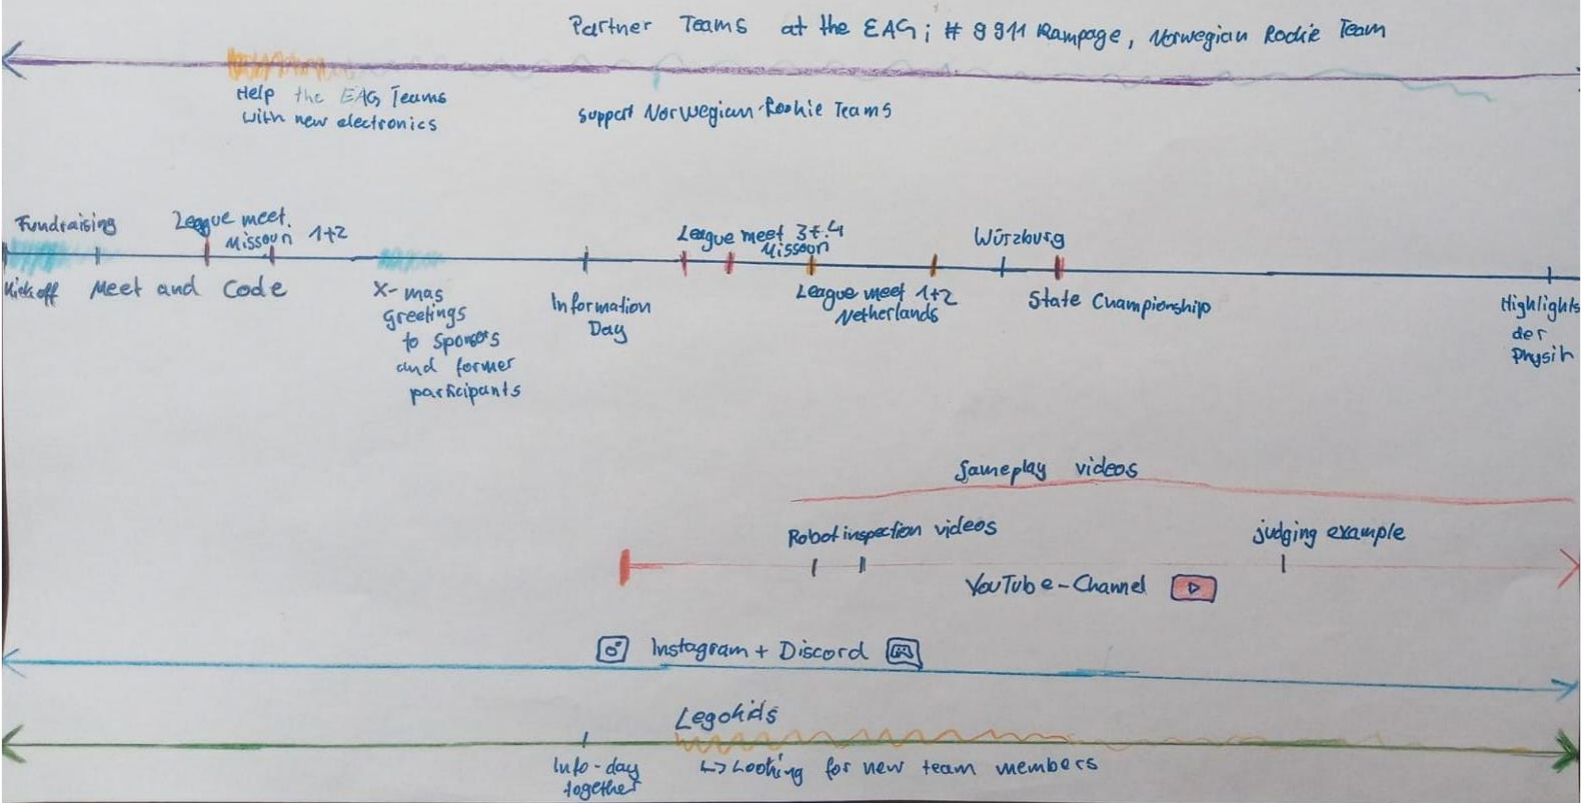 Partner Teams at the EAG; # 9911 Rampage, Norwegian Rookie Team
Help the EAG Teams
with new electronics
support Norwegian Rookie Teams
Fundraising
League meet.
Missouri 1+2
League meet 3+4
Missouri
Würzburg
Kick off
Meet and Code
X-mas
greetings
to sponsors
and former
participants
Information
Day
League meet 1+2
Netherlands
State Championship
Highlights
der
Physik
Gameplay videos
Robot inspection videos
judging example
YouTube-Channel
Instagram + Discord
Legokids
Info-day
together
↳ Looking for new team members